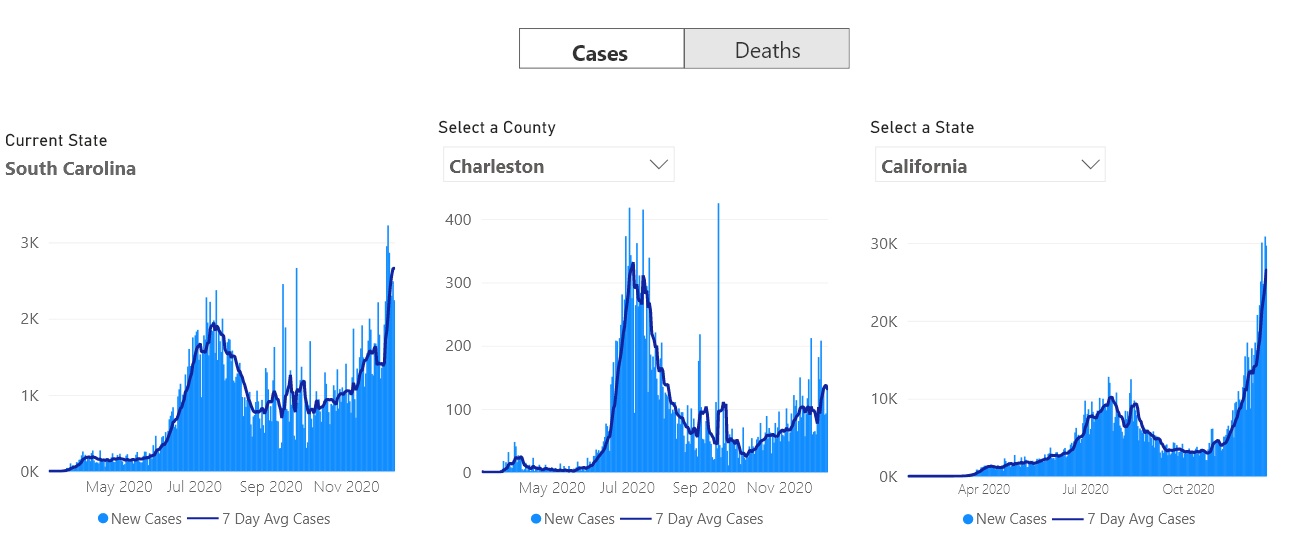 Cases
Deaths
Current State
South Carolina
3K
2K
1K
0K
May 2020 Jul 2020 Sep 2020 Nov 2020
New Cases 7 Day Avg Cases
Select a County
Charleston
400
300
200
100
0
May 2020 Jul 2020 Sep 2020 Nov 2020
New Cases 7 Day Avg Cases
Select a State
California
30K
20K
10K
0K
Apr 2020 Jul 2020 Oct 2020
New Cases 7 Day Avg Cases